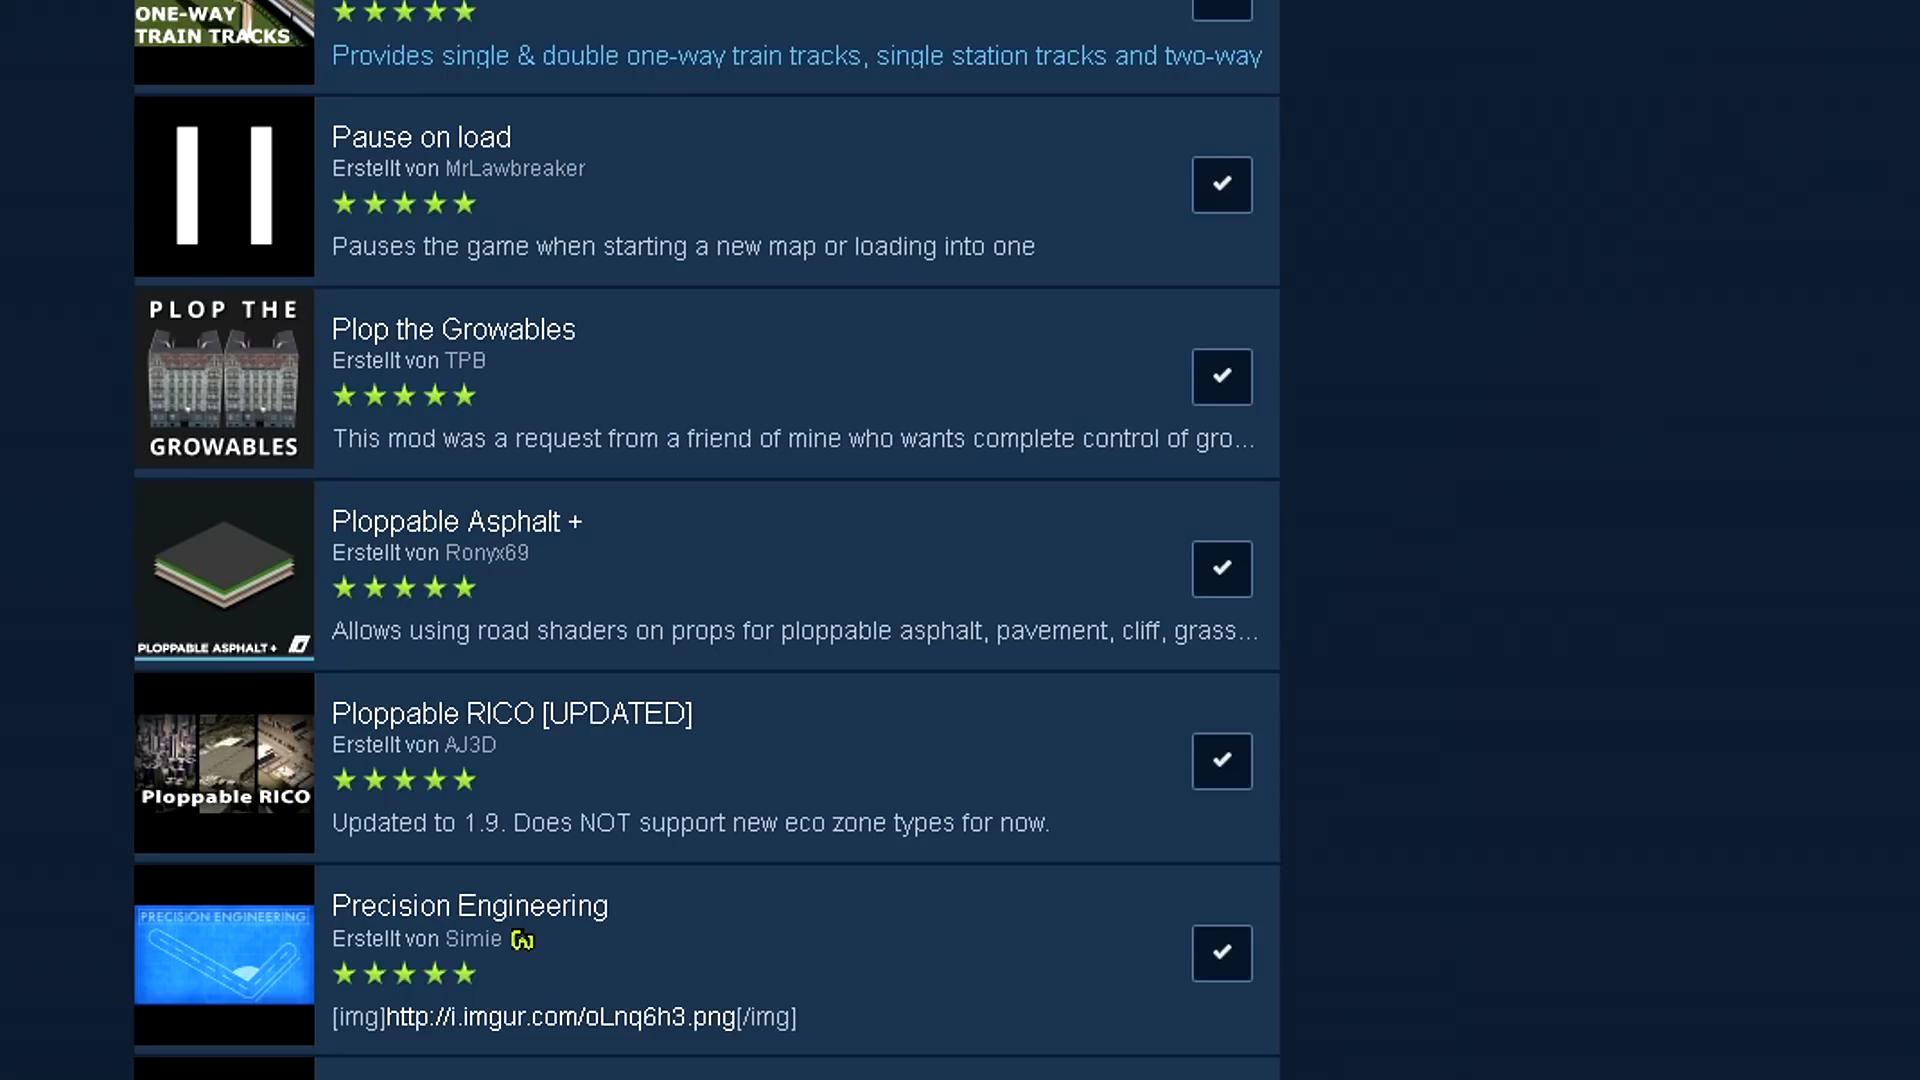 ONE-WAY
TRAIN TRACKS
Provides single & double one-way train tracks, single station tracks and two-way
Pause on load
Erstellt von MrLawbreaker
Pauses the game when starting a new map or loading into one
PLOP THE
GROWABLES
Plop the Growables
Erstellt von TPB
This mod was a request from a friend of mine who wants complete control of gro...
PLOPPABLE ASPHALT +
Ploppable Asphalt +
Erstellt von Ronyx69
Allows using road shaders on props for ploppable asphalt, pavement, cliff, grass...
Ploppable RICO
Ploppable RICO [UPDATED]
Erstellt von AJ3D
Updated to 1.9. Does NOT support new eco zone types for now.
PRECISION ENGINEERING
Precision Engineering
Erstellt von Simie
[img]http://i.imgur.com/oLnq6h3.png[/img]